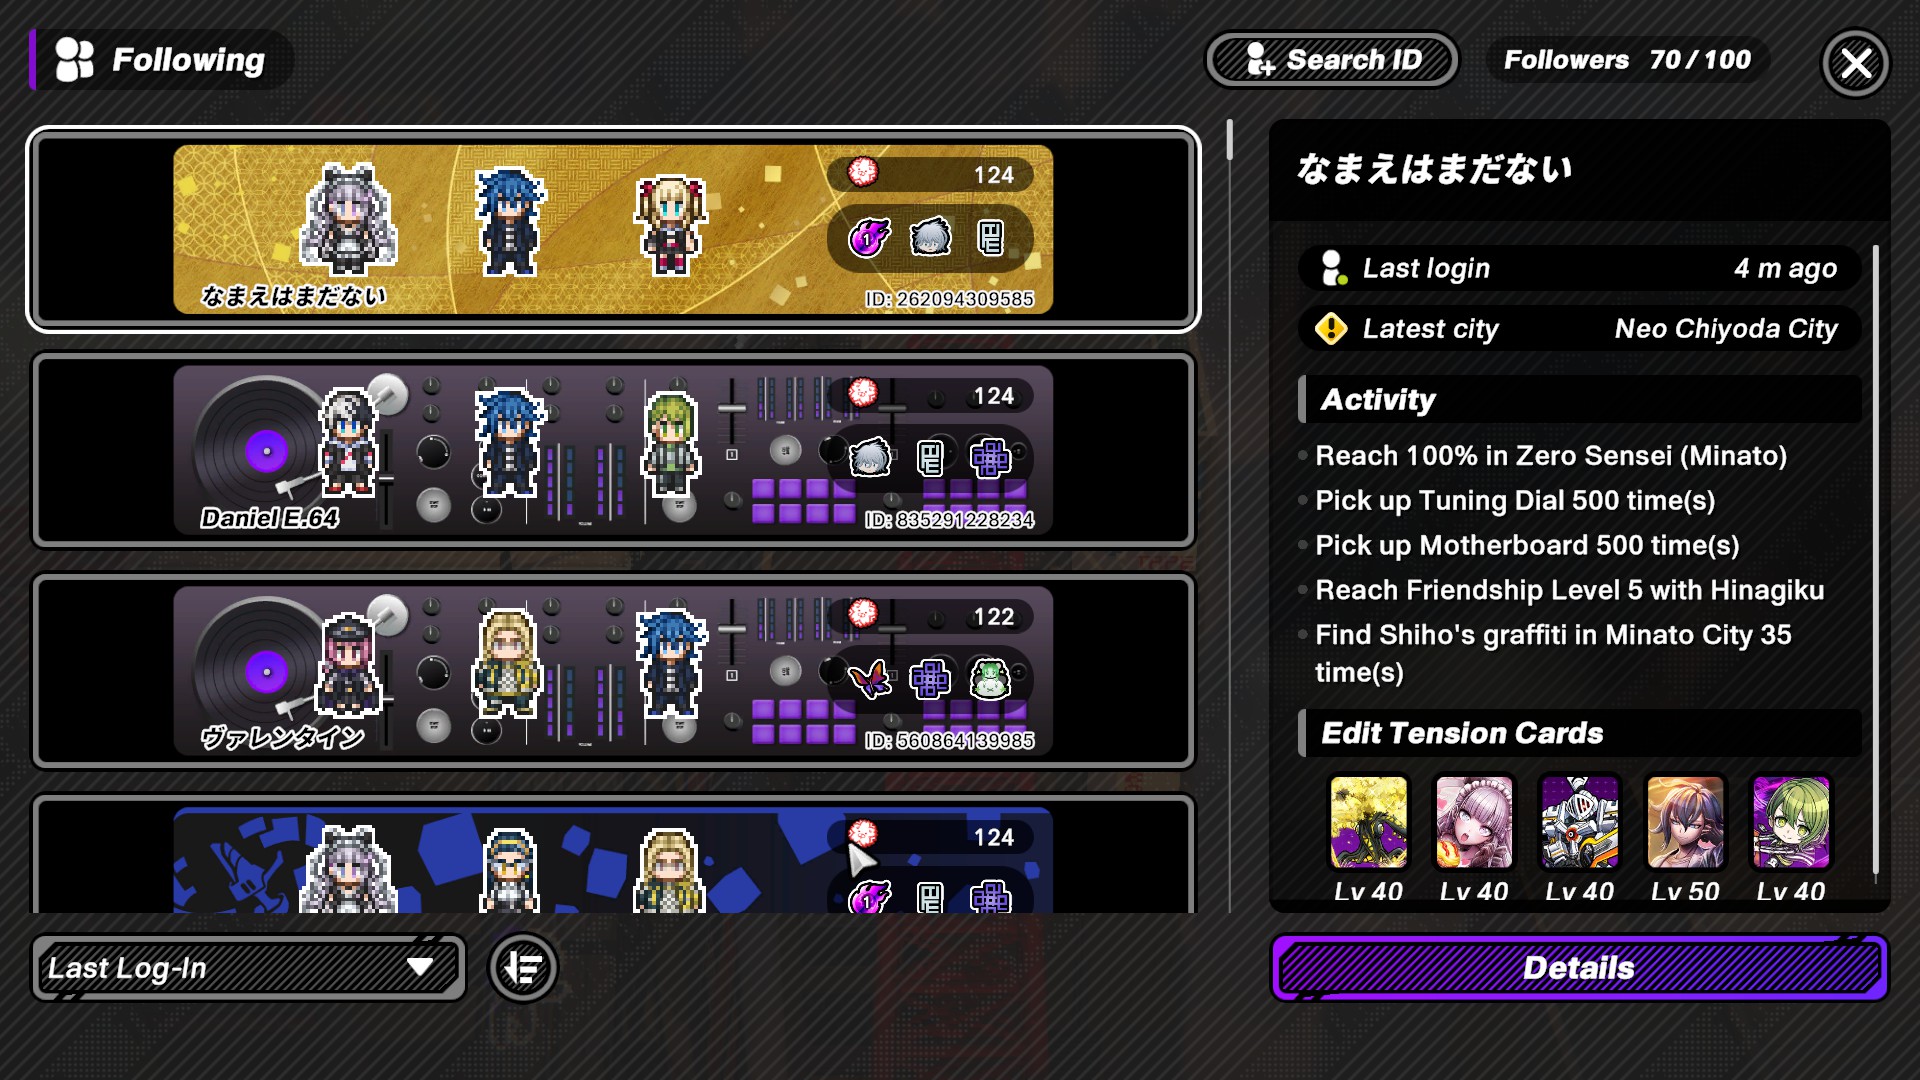 Following
Search ID
Followers 70 / 100
124
1
なまえはまだない
ID: 262094309585
124
Daniel E.64
ID: 835291228234
122
ヴァレンタイン
ID: 560864139985
124
Last Log-In
なまえはまだない
Last login 4 m ago
Latest city Neo Chiyoda City
Activity
Reach 100% in Zero Sensei (Minato)
Pick up Tuning Dial 500 time(s)
Pick up Motherboard 500 time(s)
Reach Friendship Level 5 with Hinagiku
Find Shiho's graffiti in Minato City 35
time(s)
Edit Tension Cards
Lv 40 Lv 40 Lv 40 Lv 50 Lv 40
Details